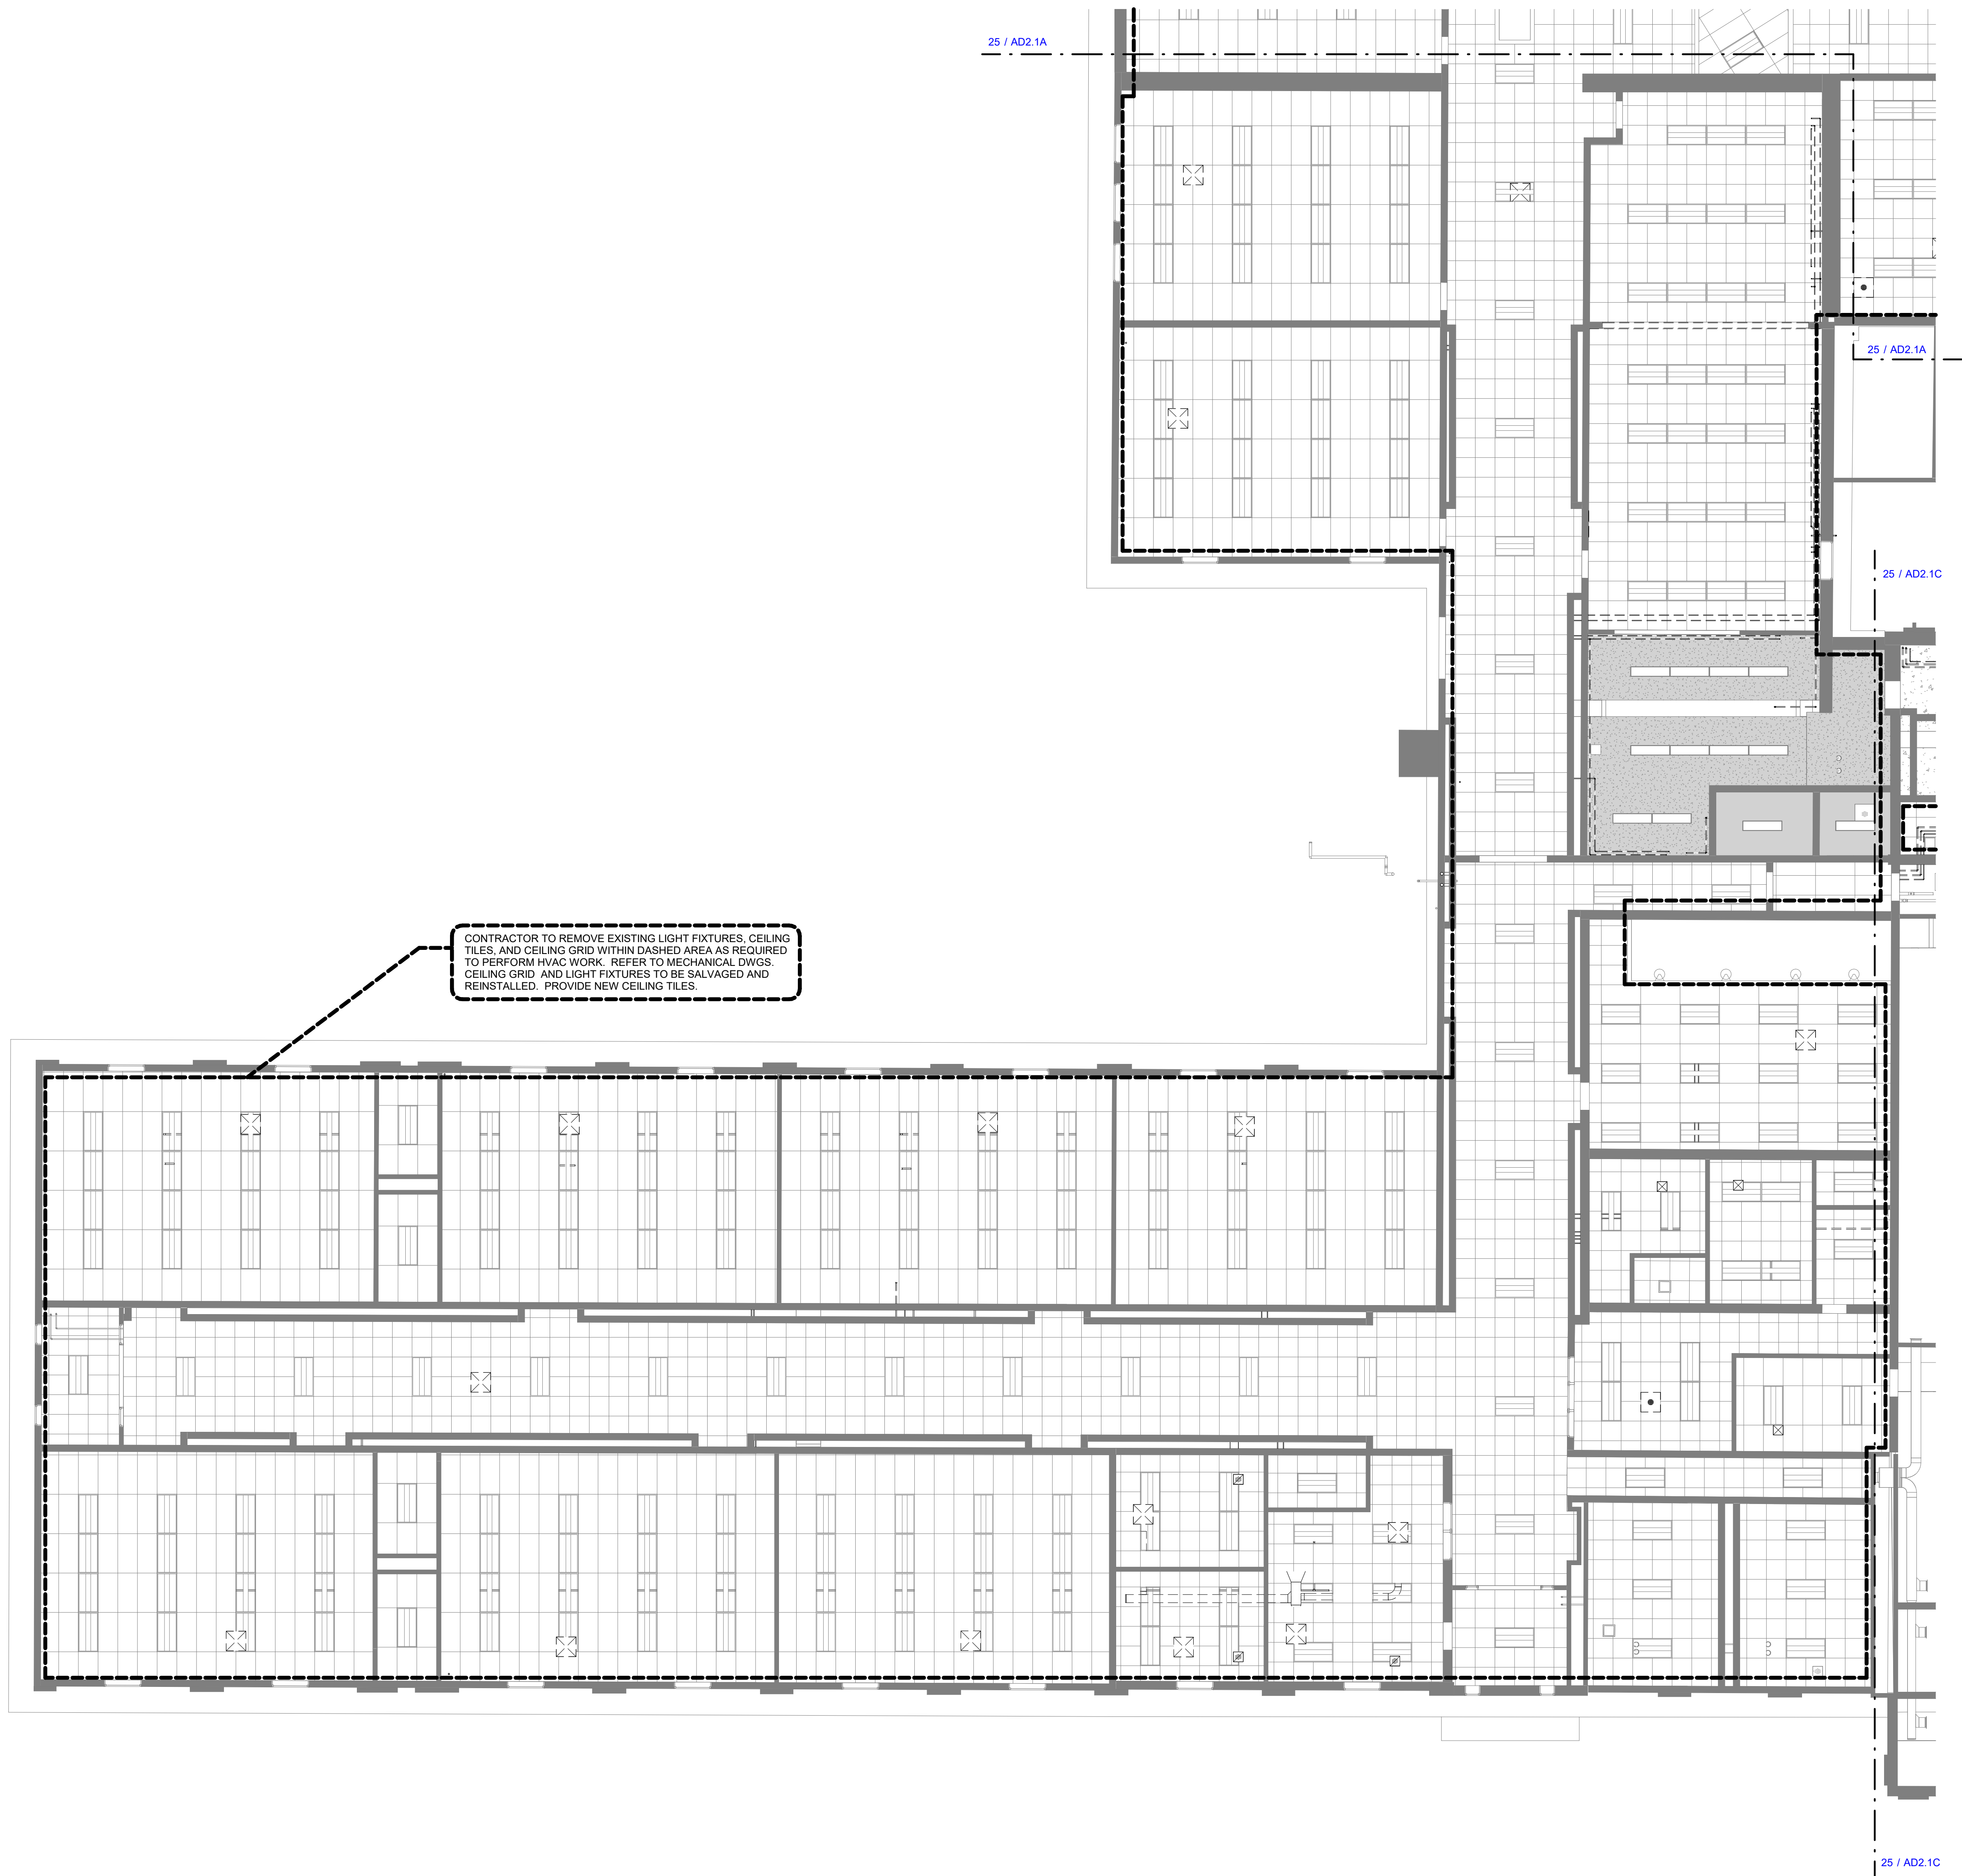 25 / AD2.1A
25 / AD2.1A
25 / AD2.1C
CONTRACTOR TO REMOVE EXISTING LIGHT FIXTURES, CEILING
TILES, AND CEILING GRID WITHIN DASHED AREA AS REQUIRED
TO PERFORM HVAC WORK. REFER TO MECHANICAL DWGS.
CEILING GRID AND LIGHT FIXTURES TO BE SALVAGED AND
REINSTALLED. PROVIDE NEW CEILING TILES.
25 / AD2.1C